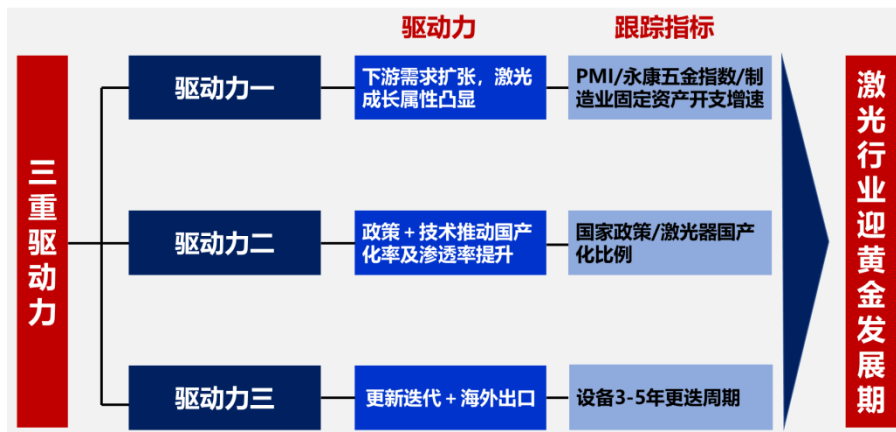 驱动力
跟踪指标
三重驱动力
驱动力一
下游需求扩张，激光
成长属性凸显
PMI/永康五金指数/制
造业固定资产开支增速
驱动力二
政策+技术推动国产
化率及渗透率提升
国家政策/激光器国产
化比例
驱动力三
更新迭代+海外出口
设备3-5年更迭周期
激光行业迎黄金发展期